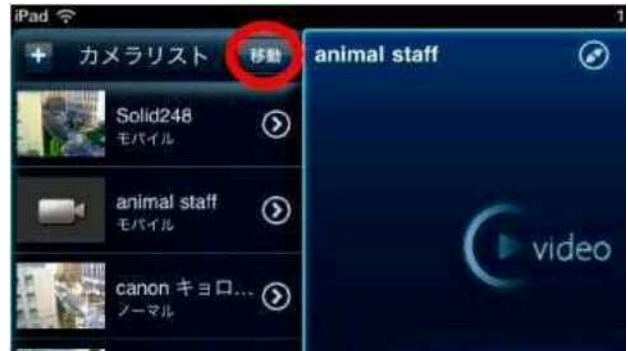 iPad
1
+ カメラリスト 移動
animal staff
Solid248
モバイル
animal staff
モバイル
canon キョロ...
ノーマル
video